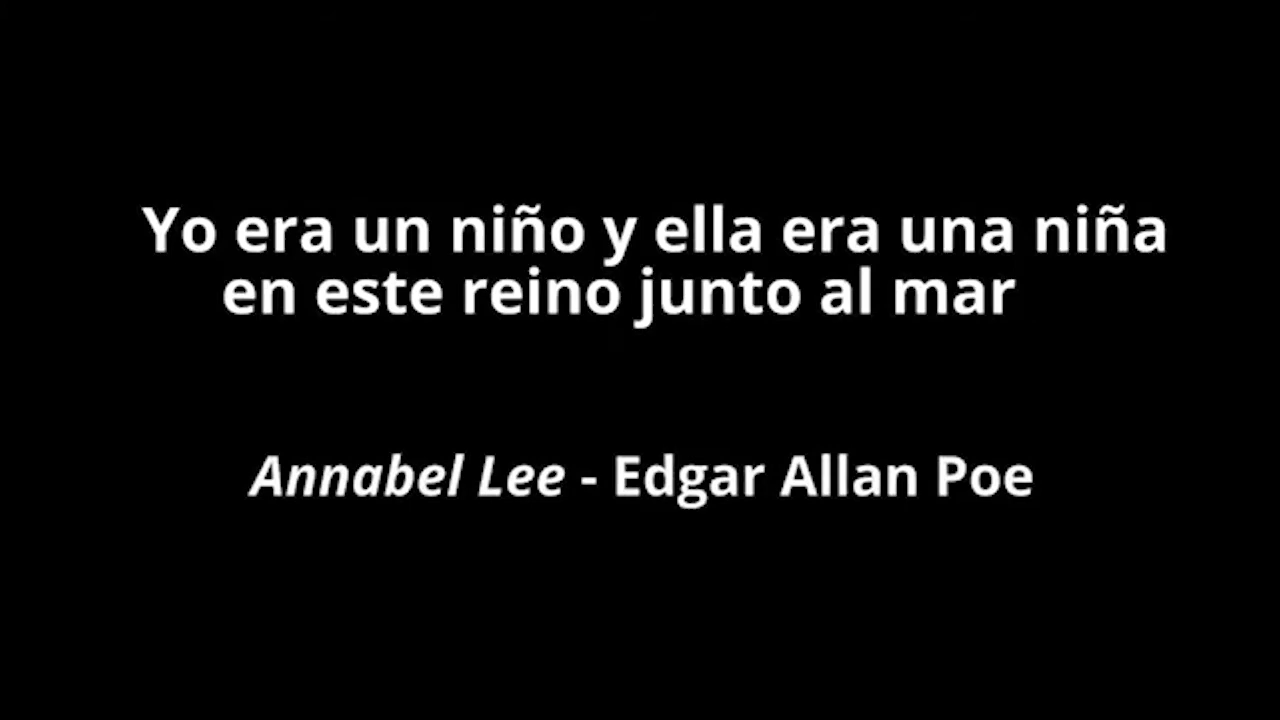 Yo era un niño y ella era una niña
en este reino junto al mar
Annabel Lee - Edgar Allan Poe